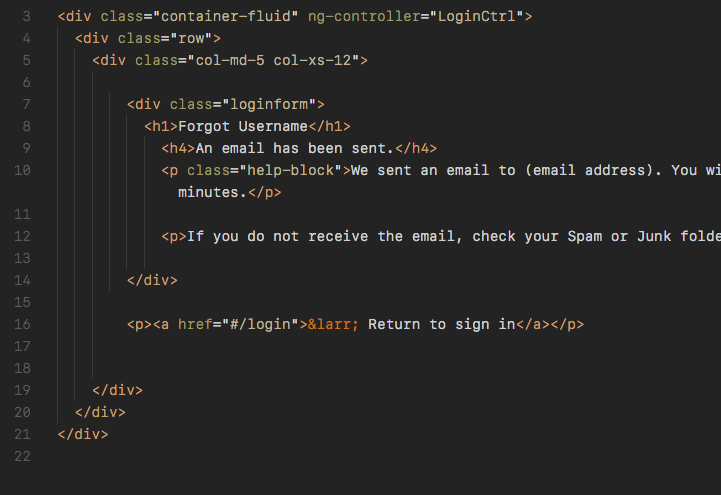 3 <div class="container-fluid" ng-controller="LoginCtrl">
4 <div class="row">
5 <div class="col-md-5 col-xs-12">
6
7 <div class="loginform">
8 <h1>Forgot Username</h1>
9 <h4>An email has been sent.</h4>
10 <p class="help-block">We sent an email to (email address). You wi
minutes.</p>
11
12 <p>If you do not receive the email, check your Spam or Junk folde
13
14 </div>
15
16 <p><a href="#/login">&larr; Return to sign in</a></p>
17
18
19 </div>
20 </div>
21 </div>
22